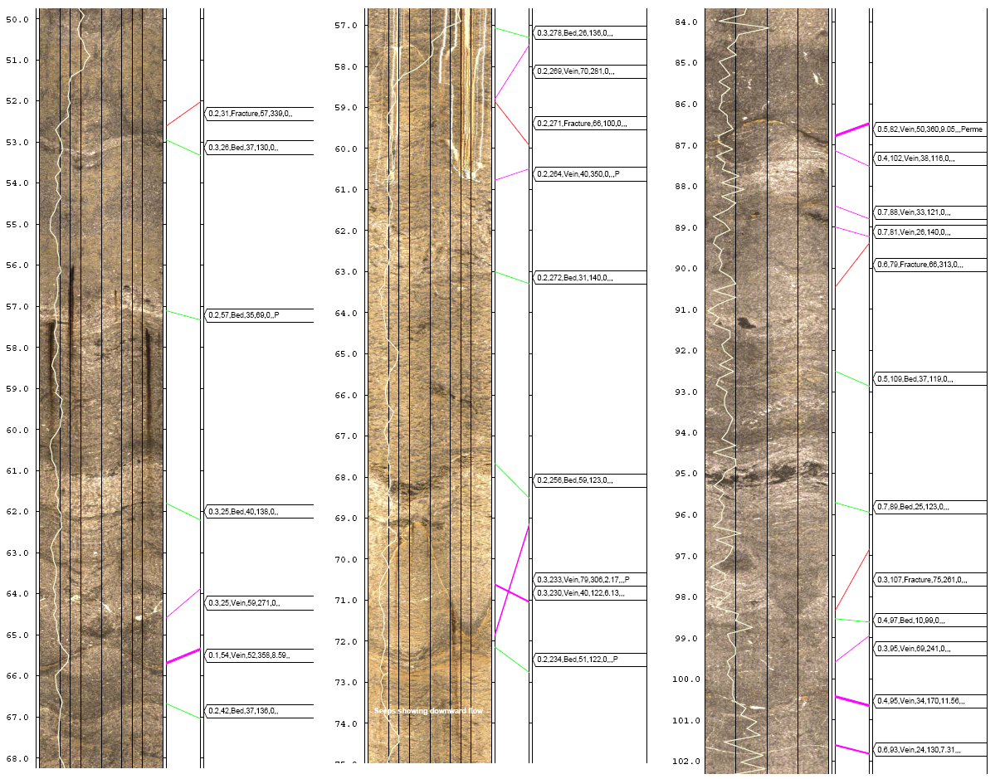 50.0
51.0
52.0
53.0
54.0
55.0
56.0
57.0
58.0
59.0
60.0
61.0
62.0
63.0
64.0
65.0
66.0
67.0
68.0
0.2,31,Fracture,57,339,0,,
0.3,26,Bed,37,130,0,,
0.2,57,Bed,35,69,0,,P
0.3,25,Bed,40,138,0,,
0.3,25,Vein,59,271,0,,
0.1,54,Vein,52,358,8.59,,
0.2,42,Bed,37,136,0,,
57.0
58.0
59.0
60.0
61.0
62.0
63.0
64.0
65.0
66.0
67.0
68.0
69.0
70.0
71.0
72.0
73.0
74.0
Seeps showing downward flow
0.3,278,Bed,26,136,0,,,
0.2,269,Vein,70,281,0,,,
0.2,271,Fracture,66,100,0,,,
0.2,264,Vein,40,350,0,,,P
0.2,272,Bed,31,140,0,,,
0.2,256,Bed,59,123,0,,,
0.3,233,Vein,79,306,2.17,,,P
0.3,230,Vein,40,122,6.13,,,
0.2,234,Bed,51,122,0,,,P
84.0
85.0
86.0
87.0
88.0
89.0
90.0
91.0
92.0
93.0
94.0
95.0
96.0
97.0
98.0
99.0
100.0
101.0
102.0
0.5,82,Vein,50,360,9.05,,,Perme
0.4,102,Vein,38,116,0,,,
0.7,88,Vein,33,121,0,,,
0.7,81,Vein,26,140,0,,,
0.6,79,Fracture,66,313,0,,,
0.5,109,Bed,37,119,0,,,
0.7,89,Bed,25,123,0,,,
0.3,107,Fracture,75,261,0,,,
0.4,97,Bed,10,99,0,,,
0.3,95,Vein,69,241,0,,,
0.4,95,Vein,34,170,11.56,,,
0.6,93,Vein,24,130,7.31,,,